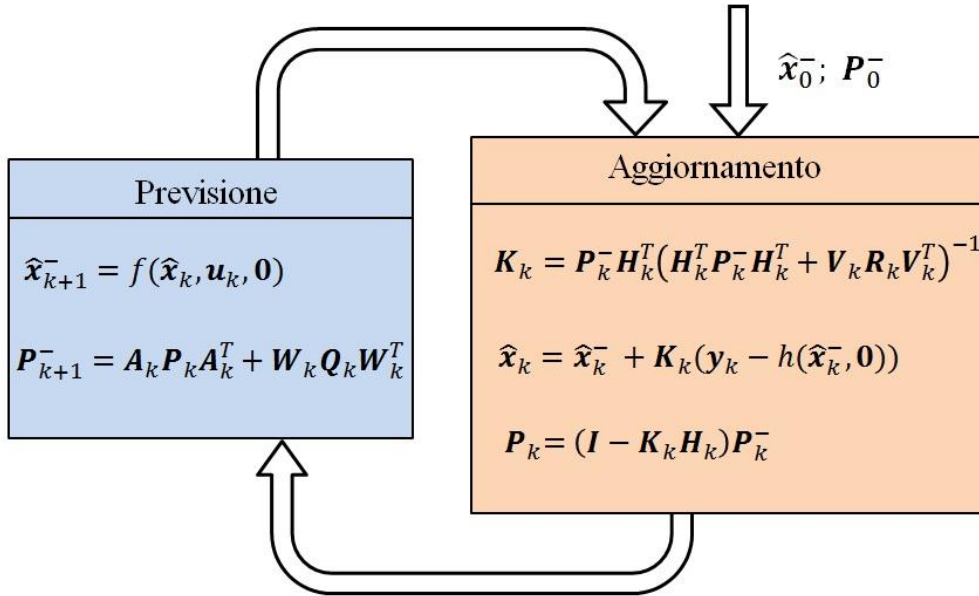 x̂₀⁻; P₀⁻
Previsione
x̂ₖ₊₁⁻ = f(x̂ₖ, uₖ, 0)
Pₖ₊₁⁻ = AₖPₖAₖᵀ + WₖQₖWₖᵀ
Aggiornamento
Kₖ = Pₖ⁻Hₖᵀ(HₖᵀPₖ⁻Hₖᵀ + VₖRₖVₖᵀ)⁻¹
x̂ₖ = x̂ₖ⁻ + Kₖ(yₖ − h(x̂ₖ⁻, 0))
Pₖ= (I − KₖHₖ)Pₖ⁻